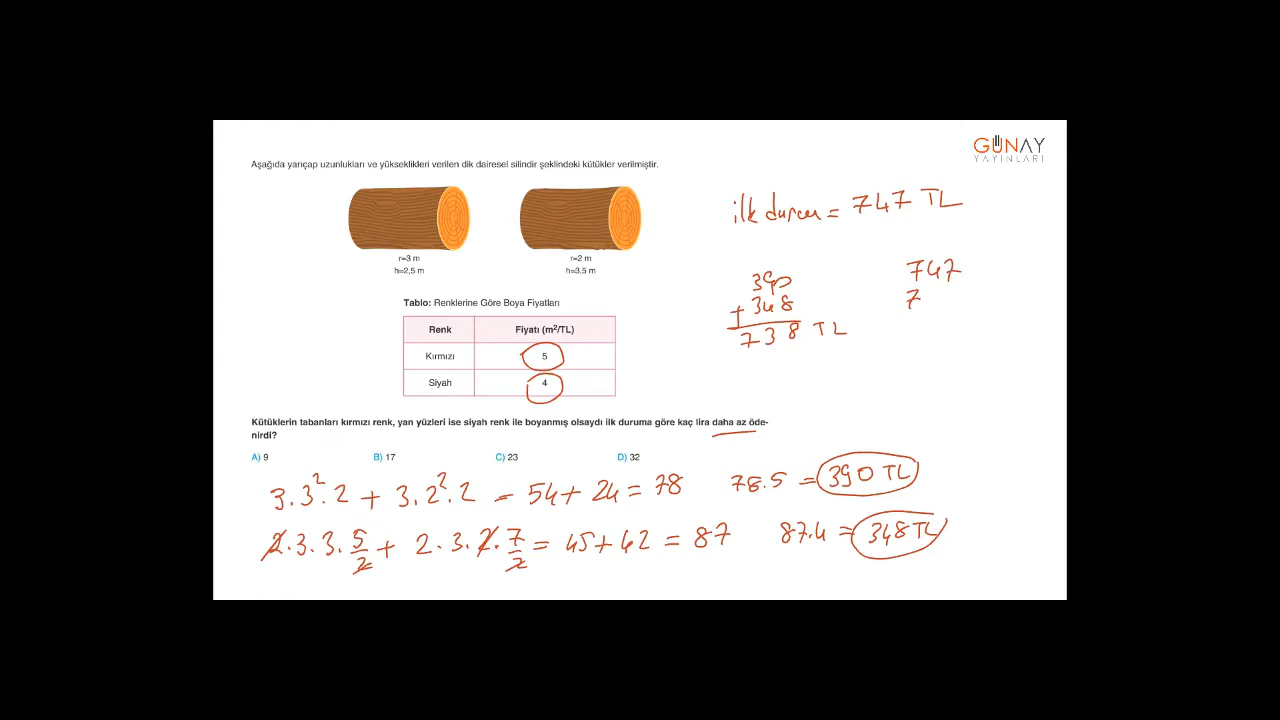 GÜNAY
YAYINLARI
Aşağıda yarıçap uzunlukları ve yükseklikleri verilen dik dairesel silindir şeklindeki kütükler verilmiştir.
r=3 m
h=2,5 m
r=2 m
h=3,5 m
Tablo: Renklerine Göre Boya Fiyatları
Renk Fiyatı (m²/TL)
Kırmızı 5
Siyah 4
ilk durum = 747 TL
390
+ 348
738 TL
747
7
Kütüklerin tabanları kırmızı renk, yan yüzleri ise siyah renk ile boyanmış olsaydı ilk duruma göre kaç lira daha az öde-
nirdi?
A) 9 B) 17 C) 23 D) 32
3.3².2 + 3.2².2 = 54 + 24 = 78 78.5 = 390 TL
2.3.3.5/2 + 2.3.2.7/2 = 45 + 42 = 87 87.4 = 348 TL